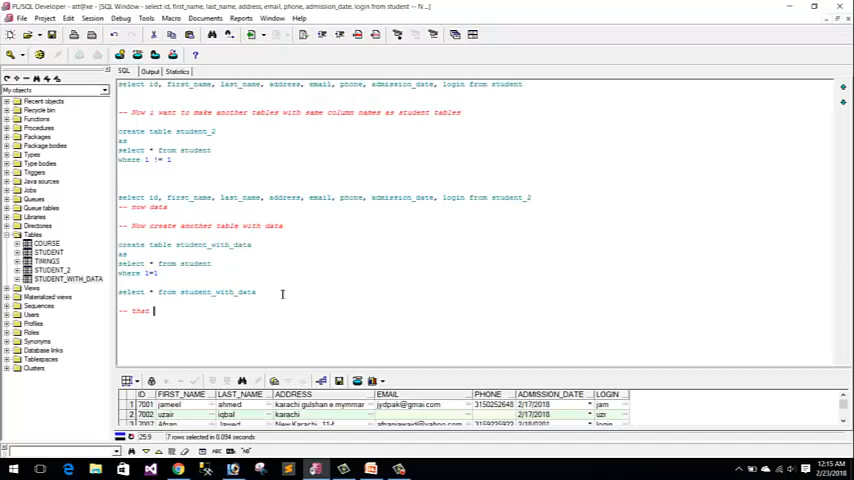 PL/SQL Developer - att@xe - [SQL Window - select id, first_name, last_name, address, email, phone, admission_date, login from student -- N ...]
File Project Edit Session Debug Tools Macro Documents Reports Window Help
SQL Output Statistics
My objects
Recent objects
Recycle bin
Functions
Procedures
Packages
Package bodies
Types
Type bodies
Triggers
Java sources
Jobs
Queues
Queue tables
Libraries
Directories
Tables
COURSE
STUDENT
TIMINGS
STUDENT_2
STUDENT_WITH_DATA
Views
Materialized views
Sequences
Users
Profiles
Roles
Synonyms
Database links
Tablespaces
Clusters
select id, first_name, last_name, address, email, phone, admission_date, login from student
-- Now i want to make another tables with same column names as student tables
create table student_2
as
select * from student
where 1 != 1
select id, first_name, last_name, address, email, phone, admission_date, login from student_2
-- now data
-- Now create another table with data
create table student_with_data
as
select * from student
where 1=1
select * from student_with_data
-- that
ID FIRST_NAME LAST_NAME ADDRESS EMAIL PHONE ADMISSION_DATE LOGIN
1 7001 jameel ahmed karachi gulshan e mymmar jydpak@gmai.com 3150252648 2/17/2018 jam
2 7002 uzair iqbal karachi 2/17/2018 uzr
3 7003 2/17/2018 login
25:9 7 rows selected in 0.094 seconds
12:15 AM
2/23/2018